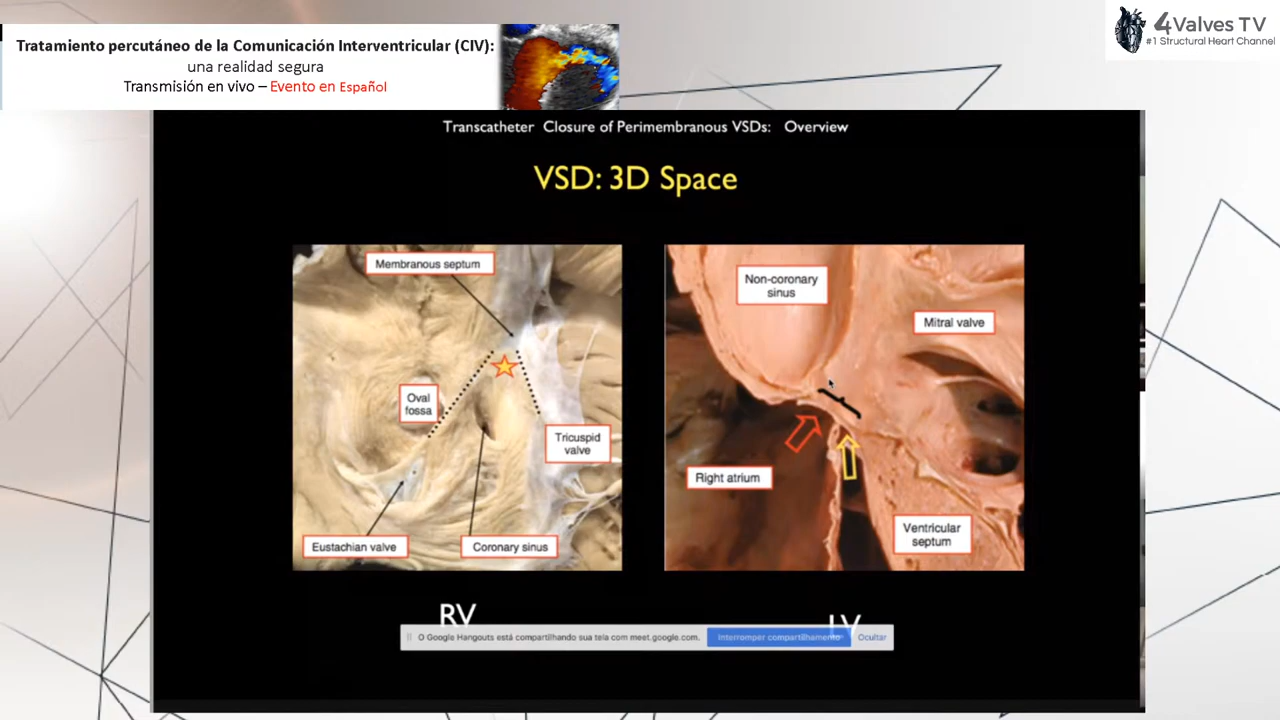 Tratamiento percutáneo de la Comunicación Interventricular (CIV):
una realidad segura
Transmisión en vivo – Evento en Español
4Valves TV
#1 Structural Heart Channel
Transcatheter Closure of Perimembranous VSDs: Overview
VSD: 3D Space
Membranous septum
Oval
fossa
Tricuspid
valve
Eustachian valve
Coronary sinus
Non-coronary
sinus
Mitral valve
Right atrium
Ventricular
septum
RV
LV
O Google Hangouts está compartilhando sua tela com meet.google.com.
Interromper compartilhamento
Ocultar